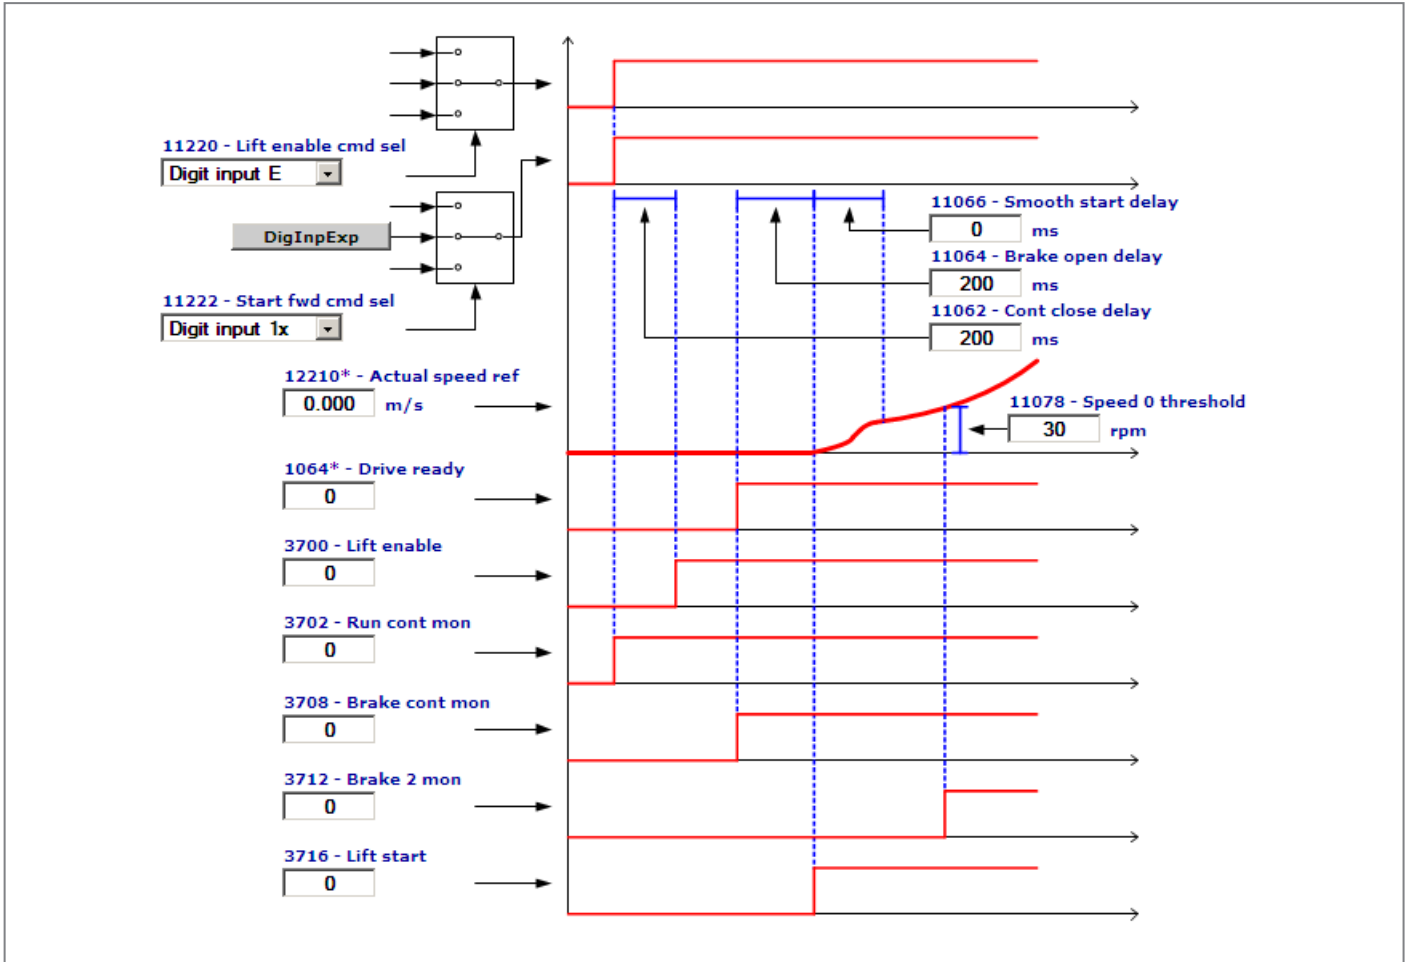 11220 - Lift enable cmd sel
Digit input E
DigInpExp
11222 - Start fwd cmd sel
Digit input 1x
11066 - Smooth start delay
0 ms
11064 - Brake open delay
200 ms
11062 - Cont close delay
200 ms
12210* - Actual speed ref
0.000 m/s
11078 - Speed 0 threshold
30 rpm
1064* - Drive ready
0
3700 - Lift enable
0
3702 - Run cont mon
0
3708 - Brake cont mon
0
3712 - Brake 2 mon
0
3716 - Lift start
0